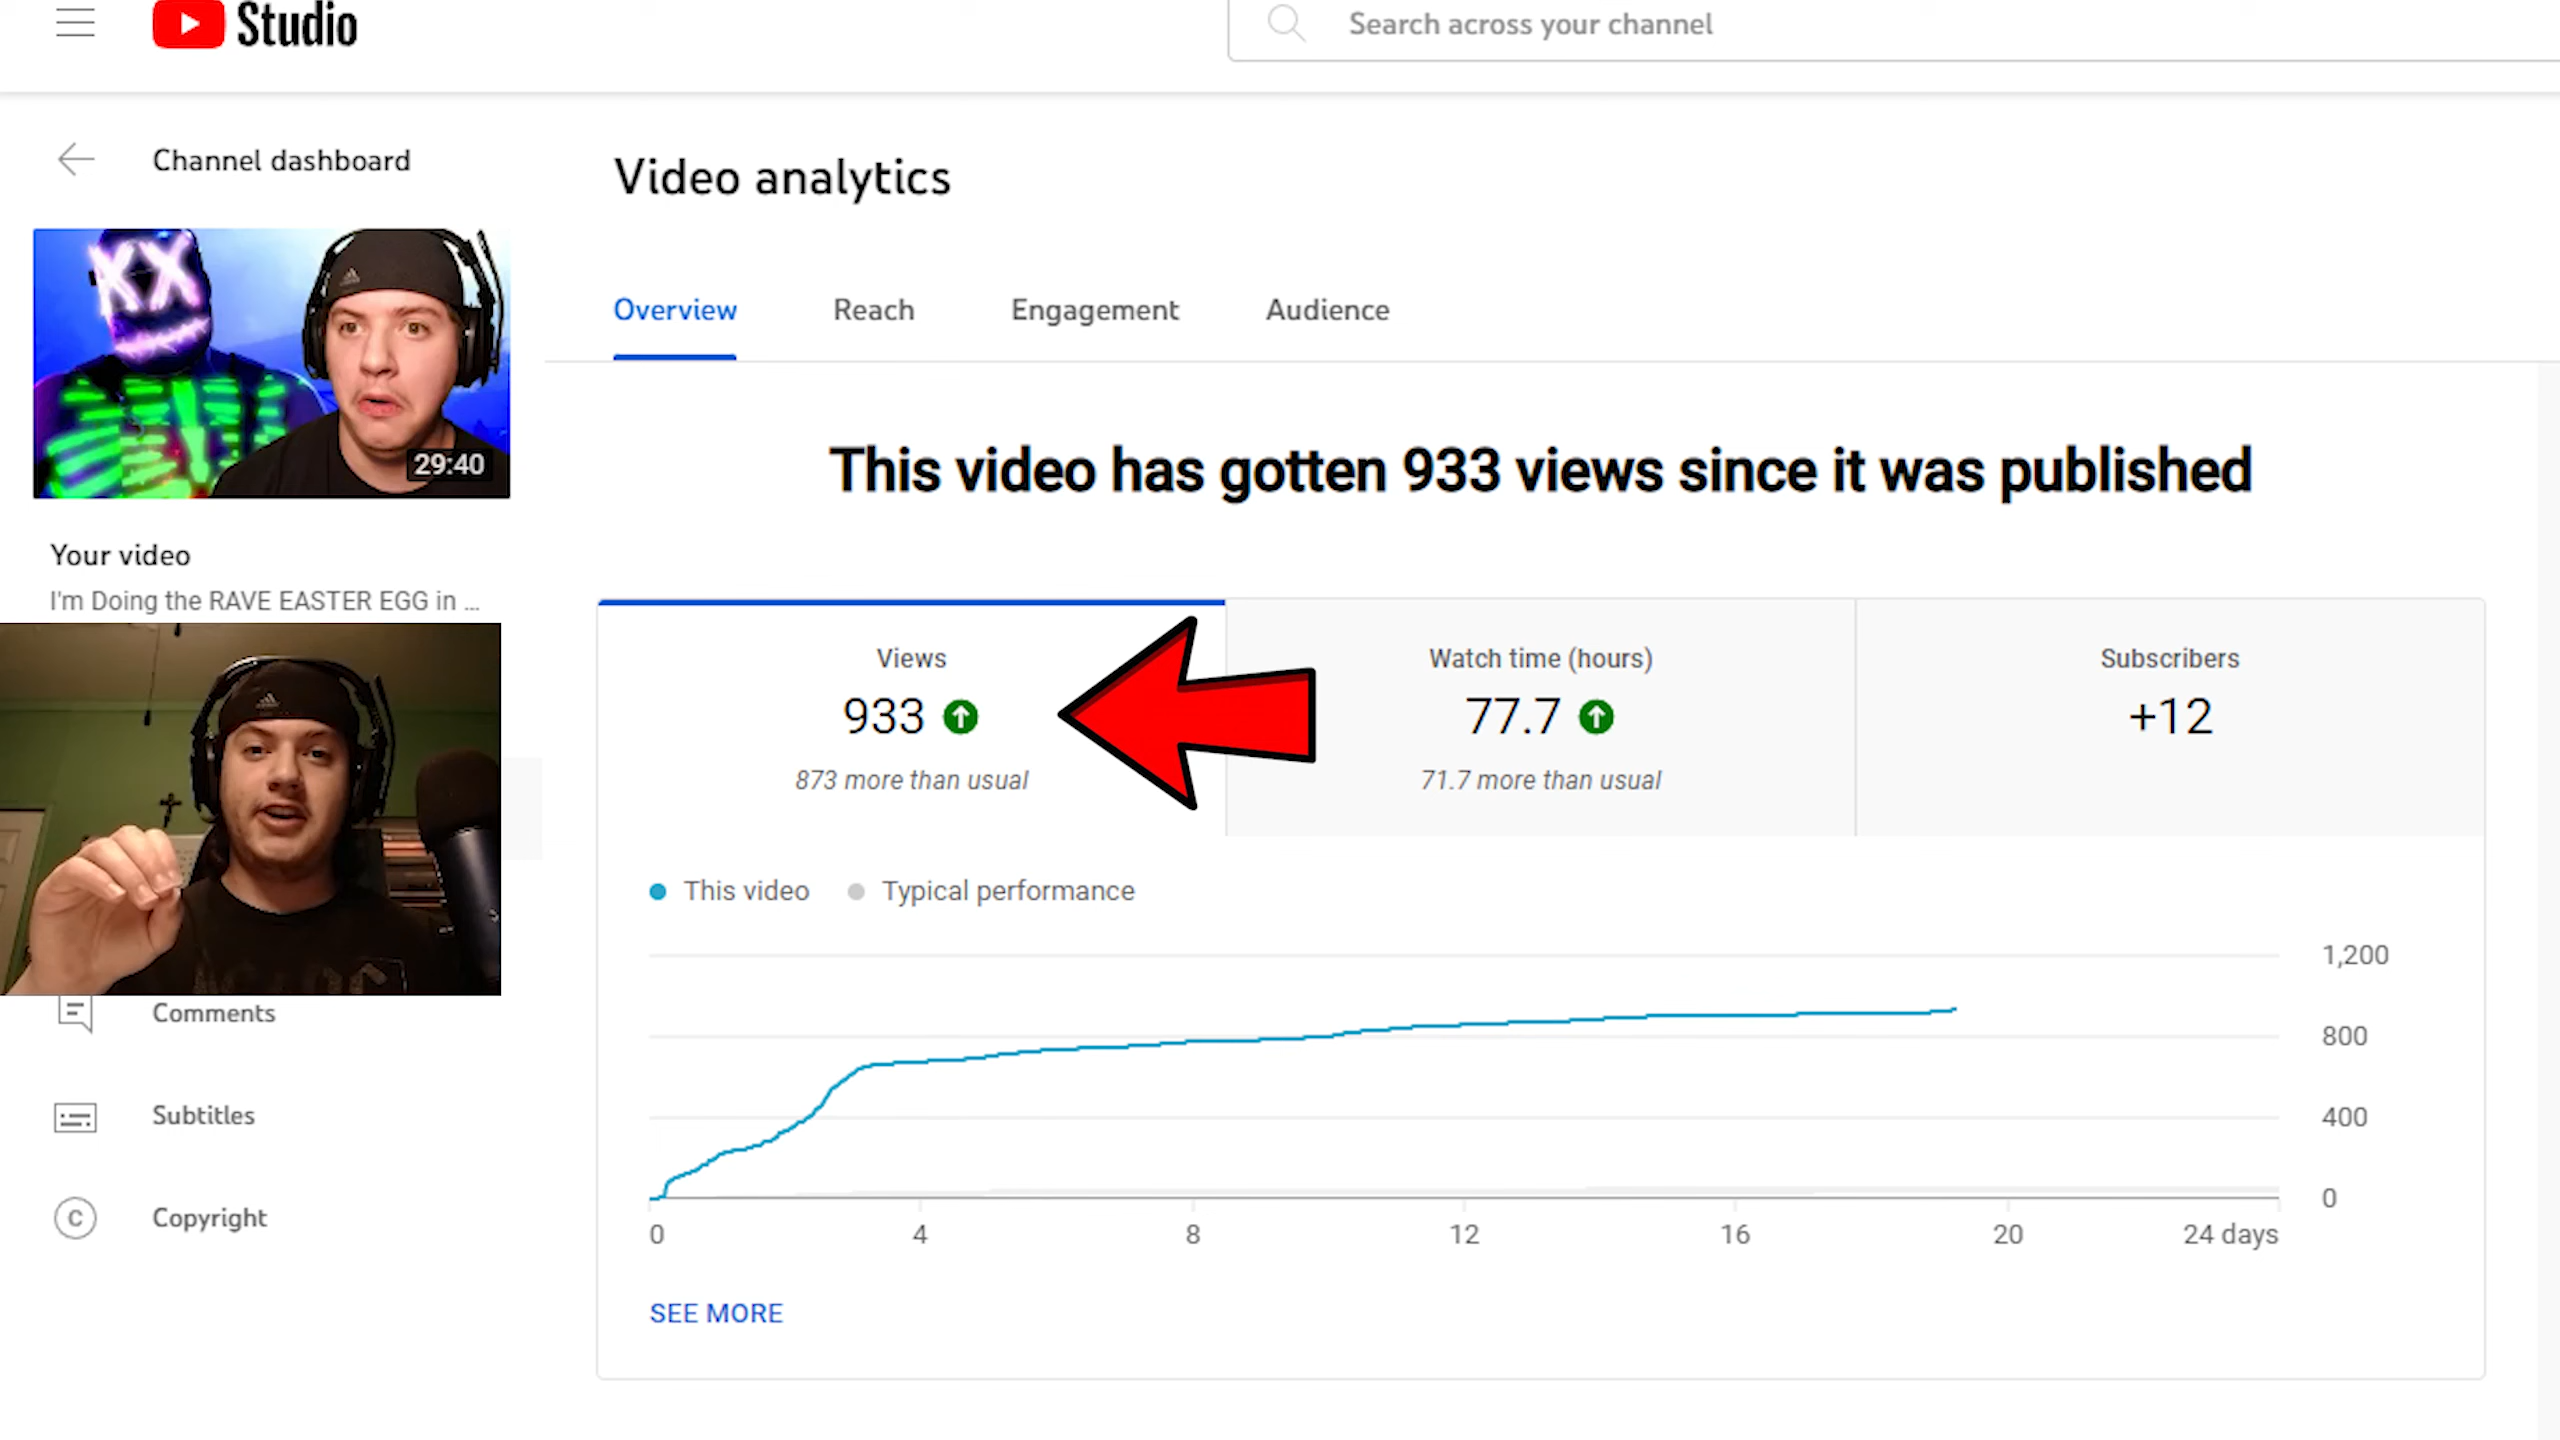 Studio
Search across your channel
Channel dashboard
29:40
Your video
I'm Doing the RAVE EASTER EGG in ...
Comments
Subtitles
Copyright
Video analytics
Overview
Reach
Engagement
Audience
This video has gotten 933 views since it was published
Views
933
873 more than usual
Watch time (hours)
77.7
71.7 more than usual
Subscribers
+12
This video
Typical performance
1,200
800
400
0
0 4 8 12 16 20 24 days
SEE MORE